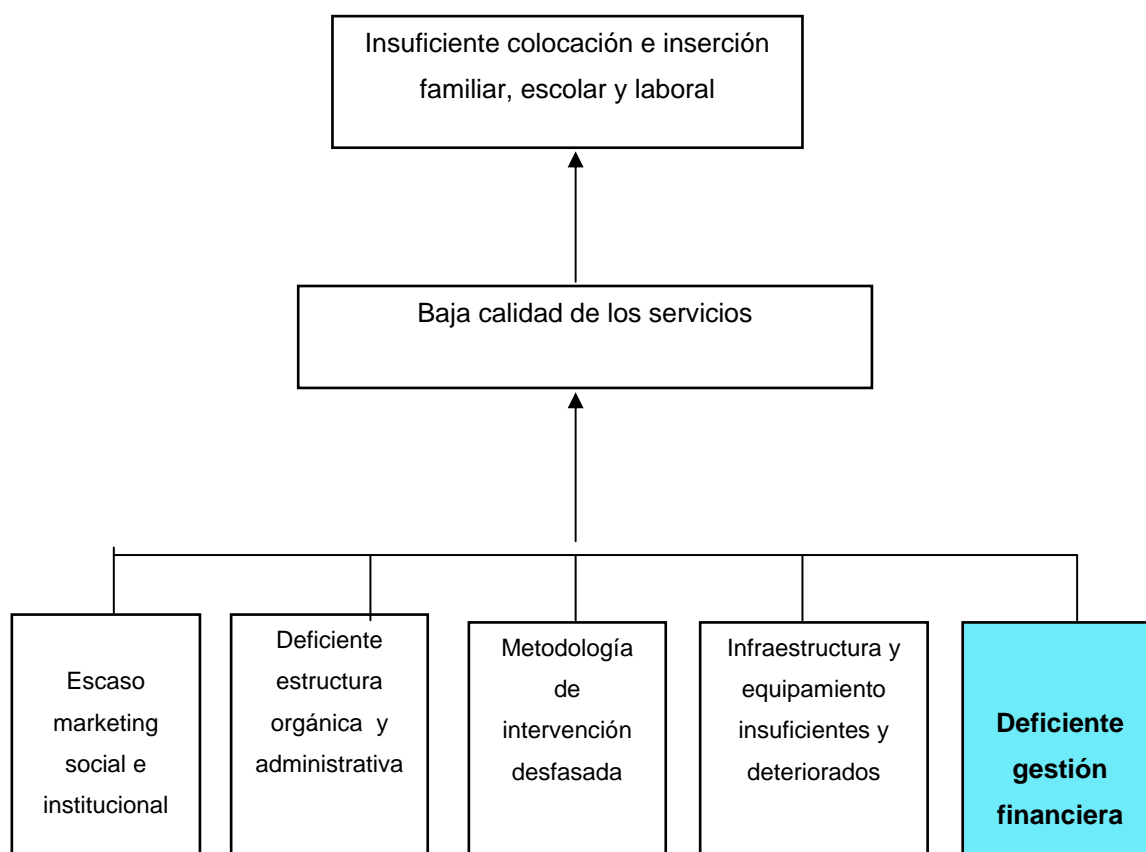 Insuficiente colocación e inserción
familiar, escolar y laboral
Baja calidad de los servicios
Escaso
marketing
social e
institucional
Deficiente
estructura
orgánica y
administrativa
Metodología
de
intervención
desfasada
Infraestructura y
equipamiento
insuficientes y
deteriorados
Deficiente
gestión
financiera